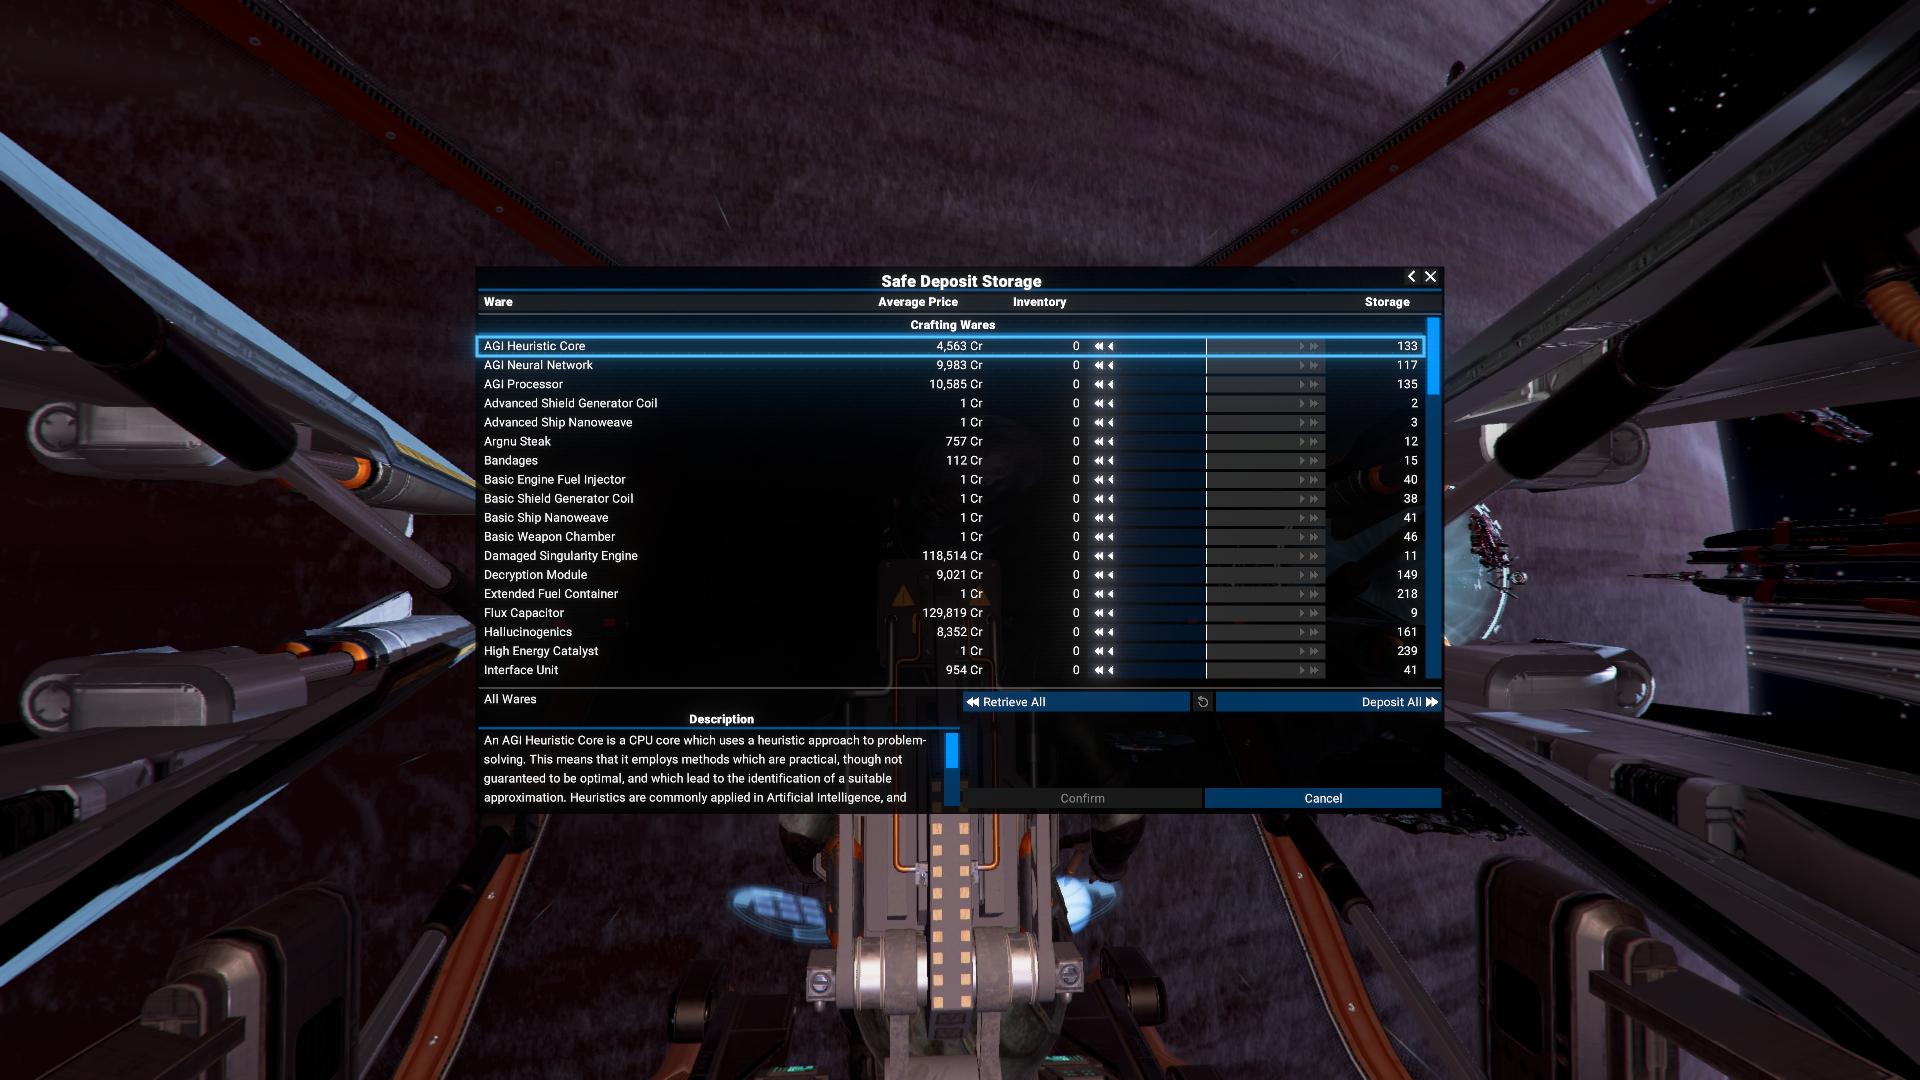 Safe Deposit Storage
Ware Average Price Inventory Storage
Crafting Wares
AGI Heuristic Core 4,563 Cr 0 133
AGI Neural Network 9,983 Cr 0 117
AGI Processor 10,585 Cr 0 135
Advanced Shield Generator Coil 1 Cr 0 2
Advanced Ship Nanoweave 1 Cr 0 3
Argnu Steak 757 Cr 0 12
Bandages 112 Cr 0 15
Basic Engine Fuel Injector 1 Cr 0 40
Basic Shield Generator Coil 1 Cr 0 38
Basic Ship Nanoweave 1 Cr 0 41
Basic Weapon Chamber 1 Cr 0 46
Damaged Singularity Engine 118,514 Cr 0 11
Decryption Module 9,021 Cr 0 149
Extended Fuel Container 1 Cr 0 218
Flux Capacitor 129,819 Cr 0 9
Hallucinogenics 8,352 Cr 0 161
High Energy Catalyst 1 Cr 0 239
Interface Unit 954 Cr 0 41
All Wares Retrieve All Deposit All
Description
An AGI Heuristic Core is a CPU core which uses a heuristic approach to problem-
solving. This means that it employs methods which are practical, though not
guaranteed to be optimal, and which lead to the identification of a suitable
approximation. Heuristics are commonly applied in Artificial Intelligence, and
Confirm Cancel